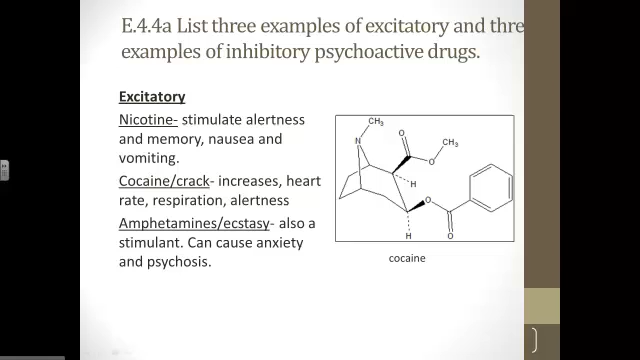 E.4.4a List three examples of excitatory and thre
examples of inhibitory psychoactive drugs.
Excitatory
Nicotine- stimulate alertness
and memory, nausea and
vomiting.
Cocaine/crack- increases, heart
rate, respiration, alertness
Amphetamines/ecstasy- also a
stimulant. Can cause anxiety
and psychosis.
CH3
N
O
CH3
O
H
O
H
O
cocaine